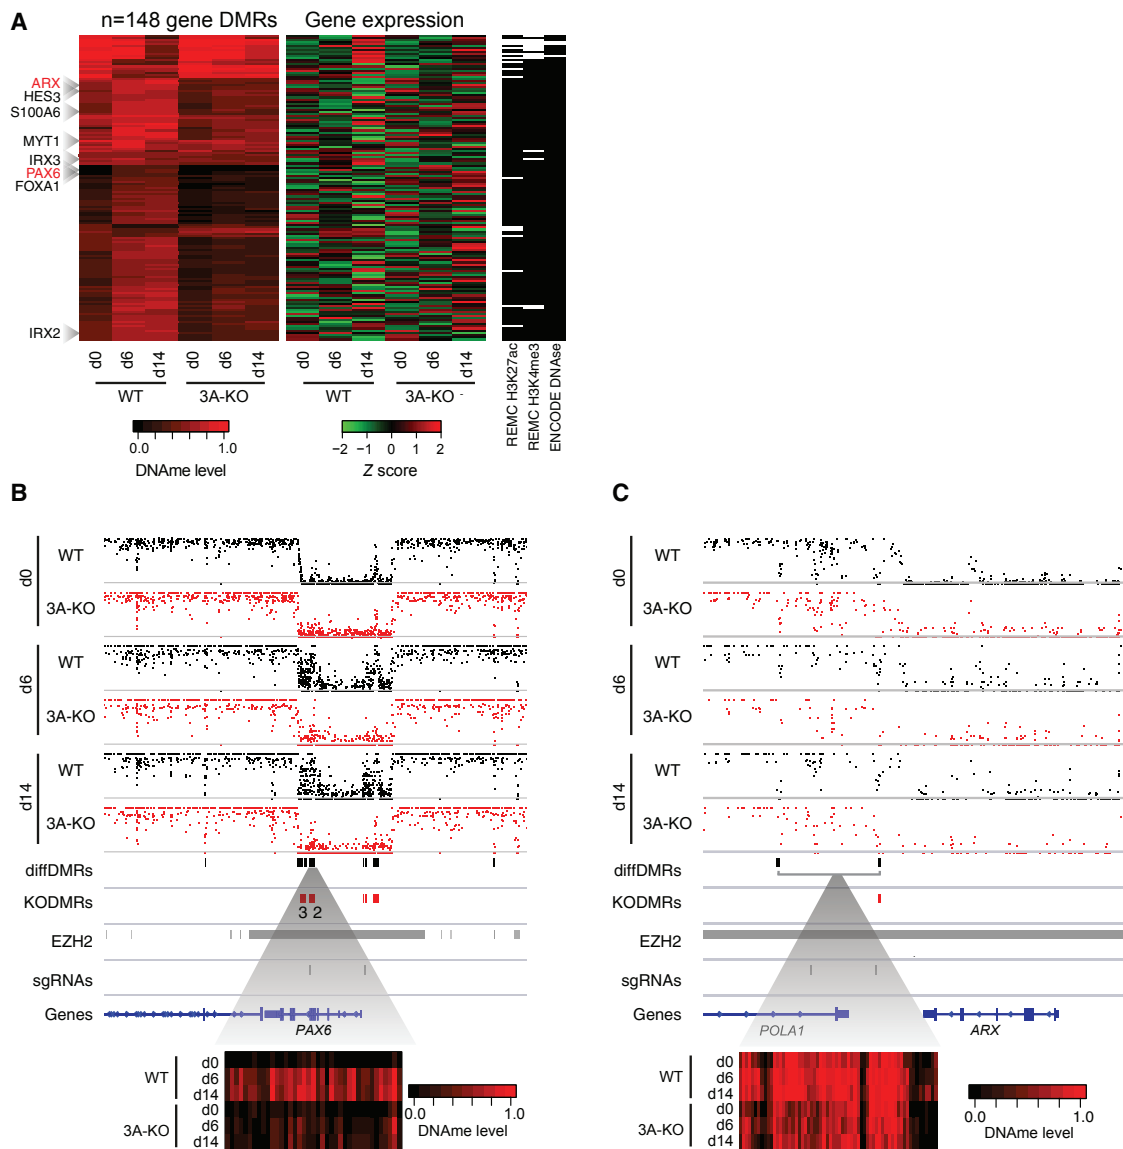 A
n=148 gene DMRs
Gene expression
ARX
HES3
S100A6
MYT1
IRX3
PAX6
FOXA1
IRX2
d0 d6 d14 d0 d6 d14
WT 3A-KO
d0 d6 d14 d0 d6 d14
WT 3A-KO -
REMC H3K27ac
REMC H3K4me3
ENCODE DNAse
0.0 1.0
DNAme level
−2 −1 0 1 2
Z score
B
d0
WT
3A-KO
d6
WT
3A-KO
d14
WT
3A-KO
diffDMRs
KODMRs
3 2
EZH2
sgRNAs
Genes
PAX6
WT
d0
d6
d14
3A-KO
d0
d6
d14
0.0 1.0
DNAme level
C
d0
WT
3A-KO
d6
WT
3A-KO
d14
WT
3A-KO
diffDMRs
KODMRs
EZH2
sgRNAs
Genes
POLA1
ARX
WT
d0
d6
d14
3A-KO
d0
d6
d14
0.0 1.0
DNAme level